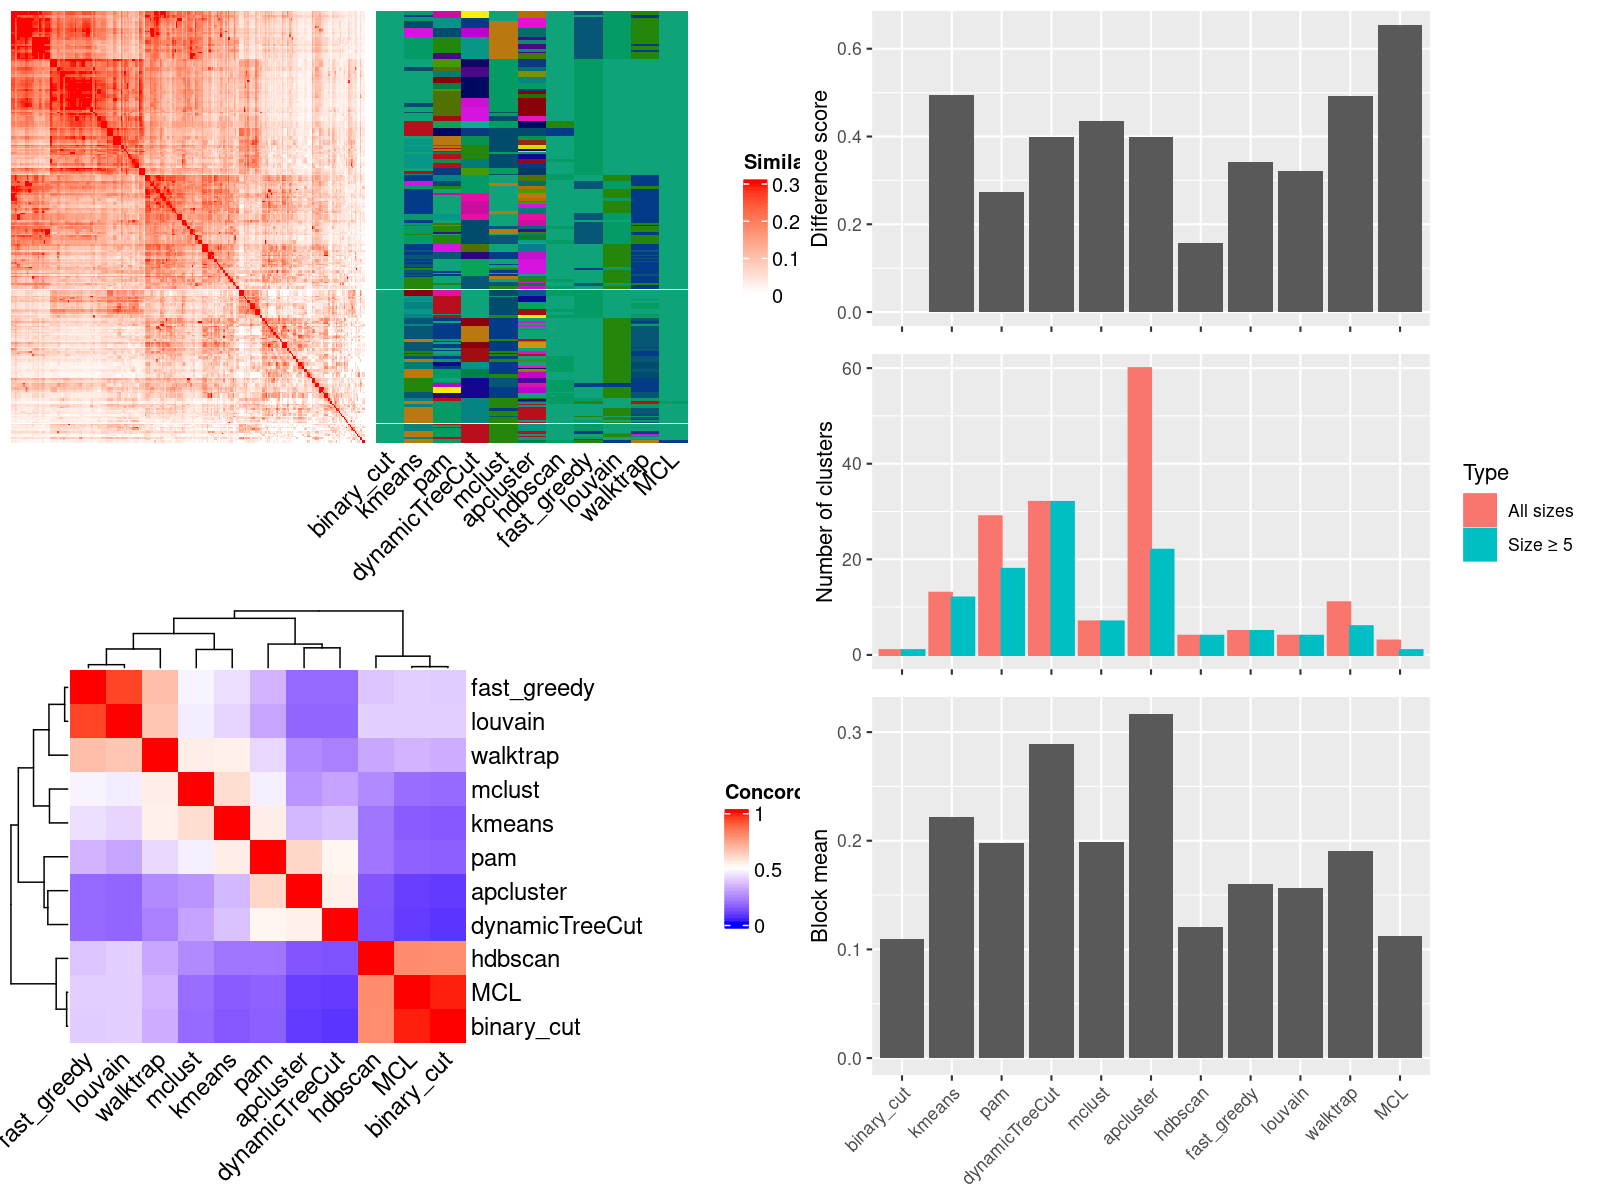 Simila
0.3
0.2
0.1
0
binary_cut
kmeans
pam
dynamicTreeCut
mclust
apcluster
hdbscan
fast_greedy
louvain
walktrap
MCL
fast_greedy
louvain
walktrap
mclust
kmeans
pam
apcluster
dynamicTreeCut
hdbscan
MCL
binary_cut
fast_greedy
louvain
walktrap
mclust
kmeans
pam
apcluster
dynamicTreeCut
hdbscan
MCL
binary_cut
Concorc
1
0.5
0
Difference score
0.6
0.4
0.2
0.0
Number of clusters
60
40
20
0
Type
All sizes
Size ≥ 5
Block mean
0.3
0.2
0.1
0.0
binary_cut
kmeans
pam
dynamicTreeCut
mclust
apcluster
hdbscan
fast_greedy
louvain
walktrap
MCL